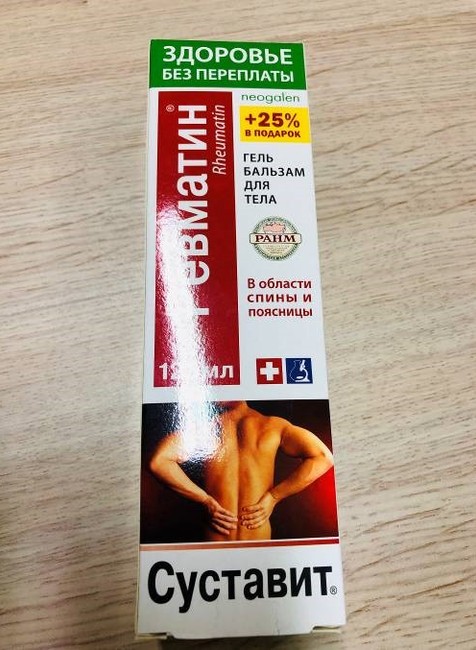 ЗДОРОВЬЕ
БЕЗ ПЕРЕПЛАТЫ
neogalen
+25%
В ПОДАРОК
Ревматин®
Rheumatin
ГЕЛЬ
БАЛЬЗАМ
ДЛЯ
ТЕЛА
РАНМ
В области
спины и
поясницы
мл
Суставит®